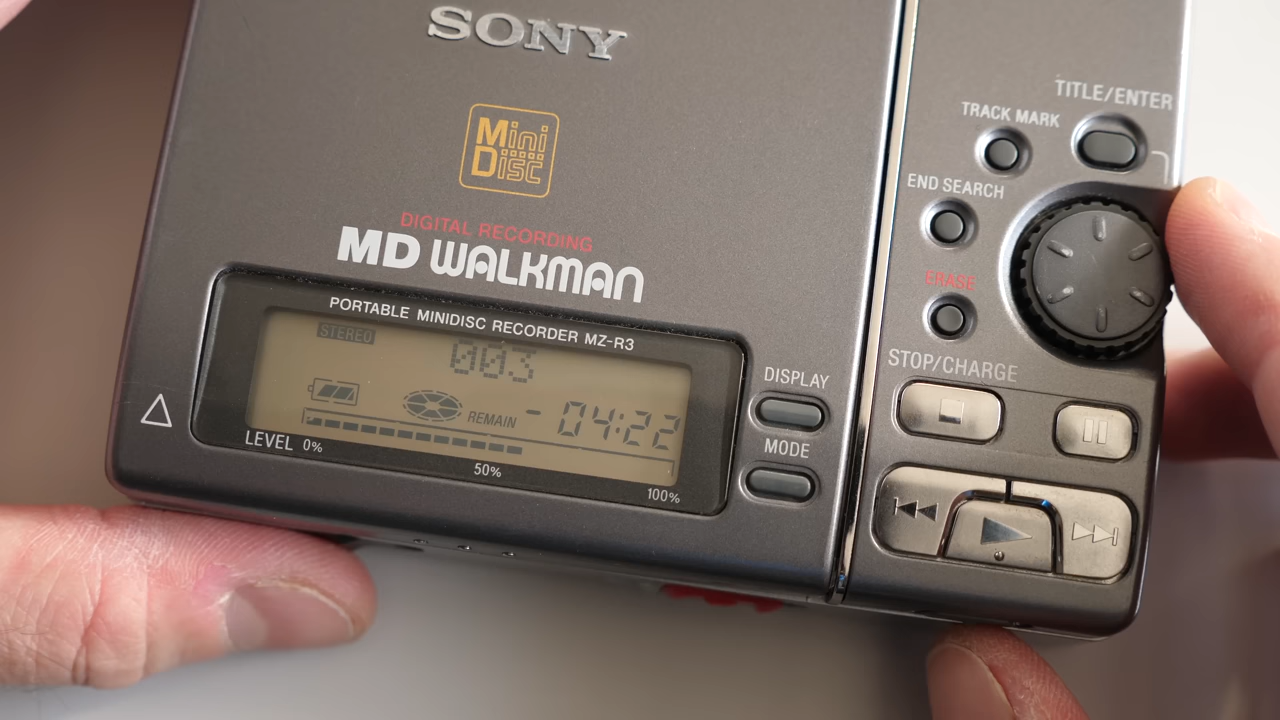 SONY
Mini
Disc
DIGITAL RECORDING
MD WALKMAN
PORTABLE MINIDISC RECORDER MZ-R3
STEREO
003
REMAIN - 04:22
LEVEL 0%
50%
100%
DISPLAY
MODE
TITLE/ENTER
TRACK MARK
END SEARCH
ERASE
STOP/CHARGE